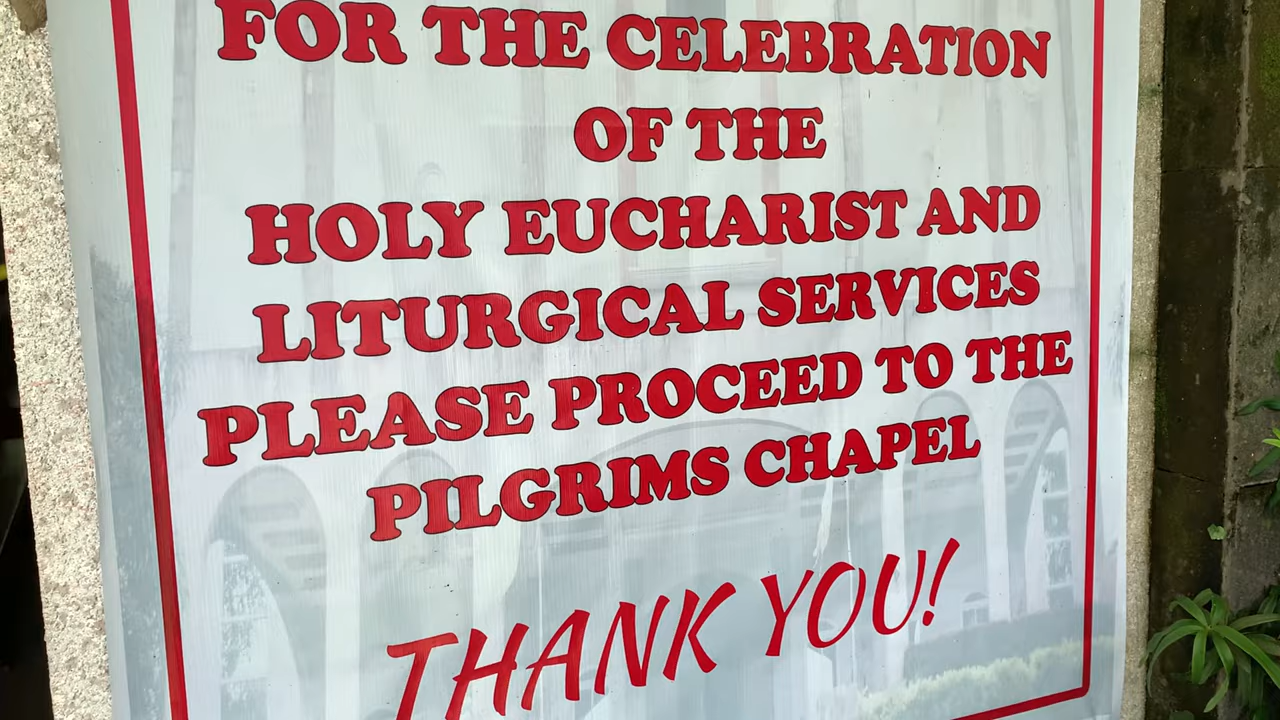 FOR THE CELEBRATION
OF THE
HOLY EUCHARIST AND
LITURGICAL SERVICES
PLEASE PROCEED TO THE
PILGRIMS CHAPEL
THANK YOU!